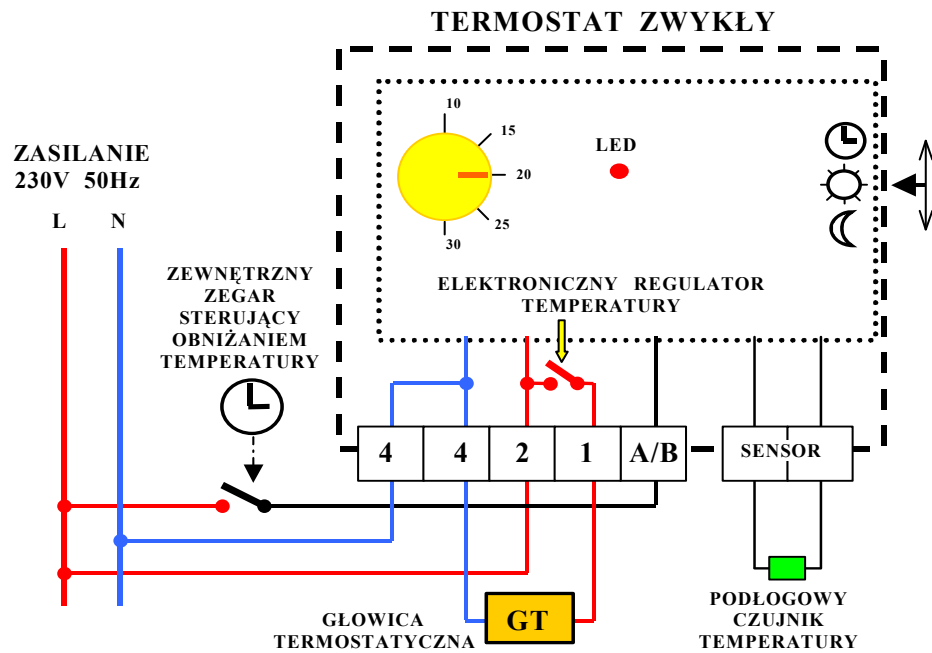 TERMOSTAT ZWYKŁY
ZASILANIE
230V 50Hz
L N
10
15
20
25
30
LED
ZEWNĘTRZNY
ZEGAR
STERUJĄCY
OBNIŻANIEM
TEMPERATURY
ELEKTRONICZNY REGULATOR
TEMPERATURY
4 4 2 1 A/B
SENSOR
GŁOWICA
TERMOSTATYCZNA
GT
PODŁOGOWY
CZUJNIK
TEMPERATURY